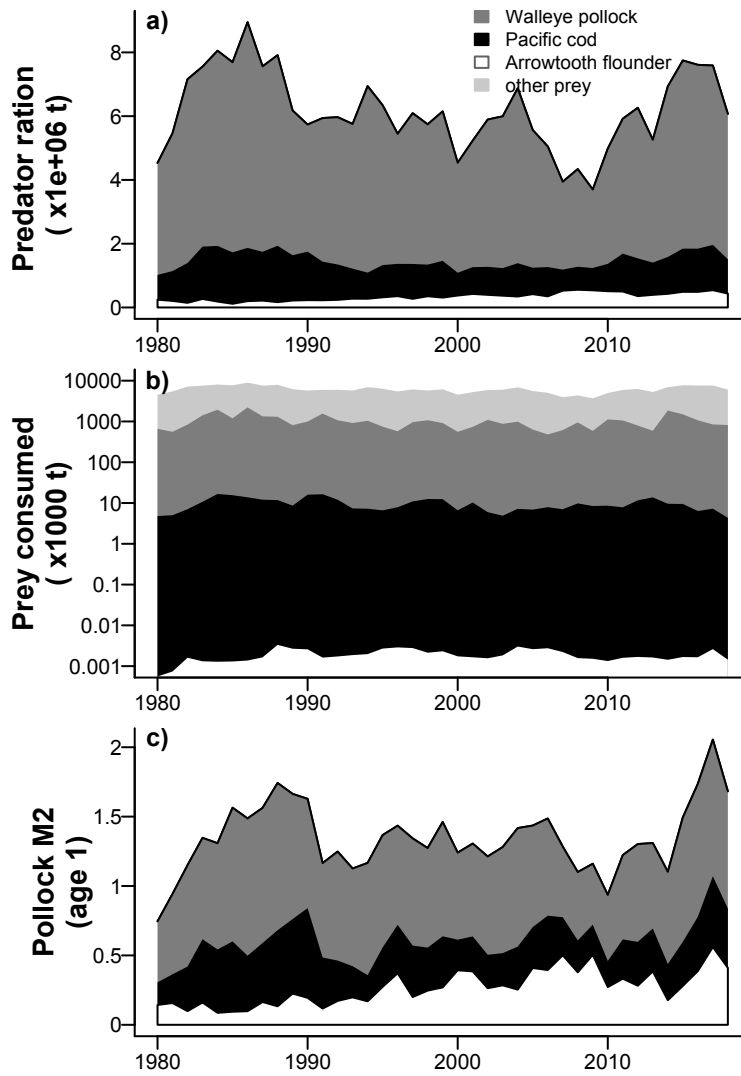 a)
Walleye pollock
Pacific cod
Arrowtooth flounder
other prey
Predator ration
( x1e+06 t)
8
6
4
2
0
1980 1990 2000 2010
b)
Prey consumed
( x1000 t)
10000
1000
100
10
1
0.1
0.01
0.001
1980 1990 2000 2010
c)
Pollock M2
(age 1)
2
1.5
1
0.5
0
1980 1990 2000 2010